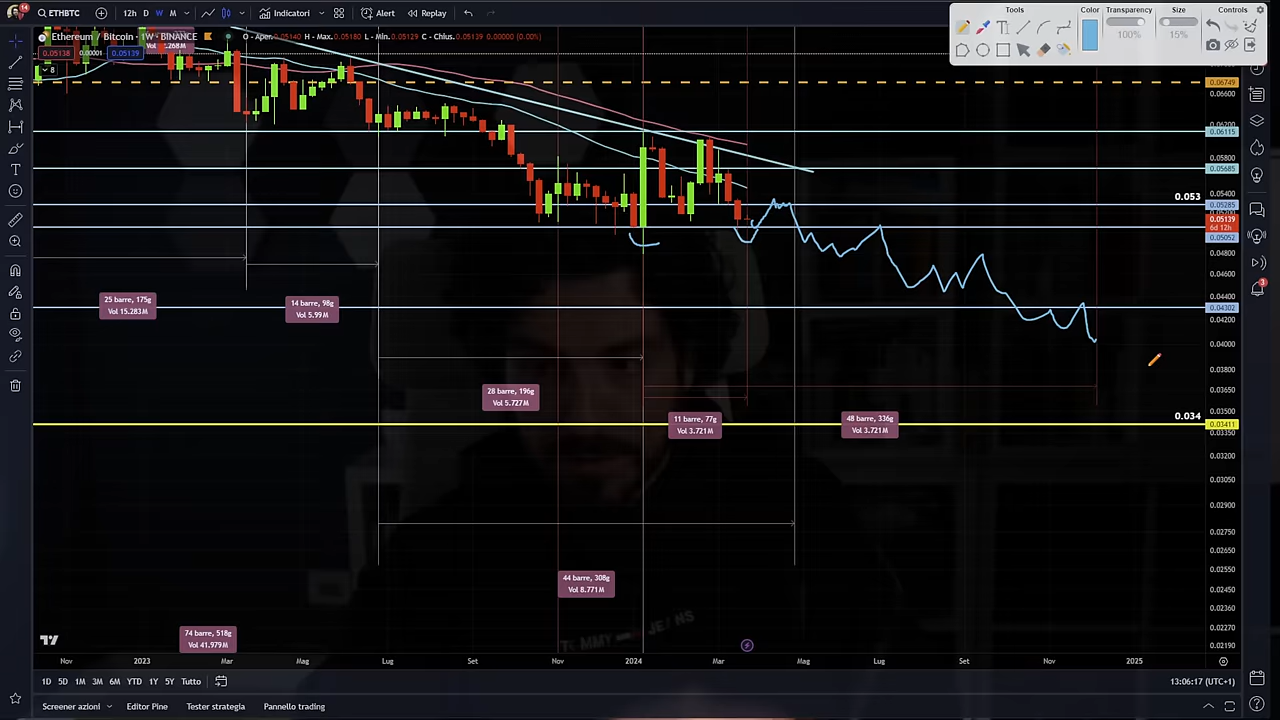 14
ETHBTC
12h D W M
Indicatori
Alert
Replay
Tools
Color
Transparency
Size
Controls
100%
15%
Ethereum / Bitcoin · 1W · BINANCE
O - Aper.0.05140 H - Max.0.05180 L - Min.0.05129 C - Chius.0.05139 0.00000 (0.00%)
0.05138 0.00001 0.05139
8
0.06749
0.06600
0.06200
0.06115
0.05800
0.05685
0.05400
0.053
0.05285
0.05139
6d 12h
0.05052
0.04800
0.04600
0.04400
0.04302
0.04200
0.04000
0.03800
0.03650
0.03500
0.034
0.03411
0.03350
0.03200
0.03050
0.02900
0.02750
0.02650
0.02550
0.02450
0.02360
0.02270
0.02190
25 barre, 175g
Vol 15.283M
14 barre, 98g
Vol 5.99M
28 barre, 196g
Vol 5.727M
11 barre, 77g
Vol 3.721M
48 barre, 336g
Vol 3.721M
44 barre, 308g
Vol 8.771M
74 barre, 518g
Vol 41.979M
3
Nov 2023 Mar Mag Lug Set Nov 2024 Mar Mag Lug Set Nov 2025
1D 5D 1M 3M 6M YTD 1Y 5Y Tutto
13:06:17 (UTC+1)
Screener azioni Editor Pine Tester strategia Pannello trading